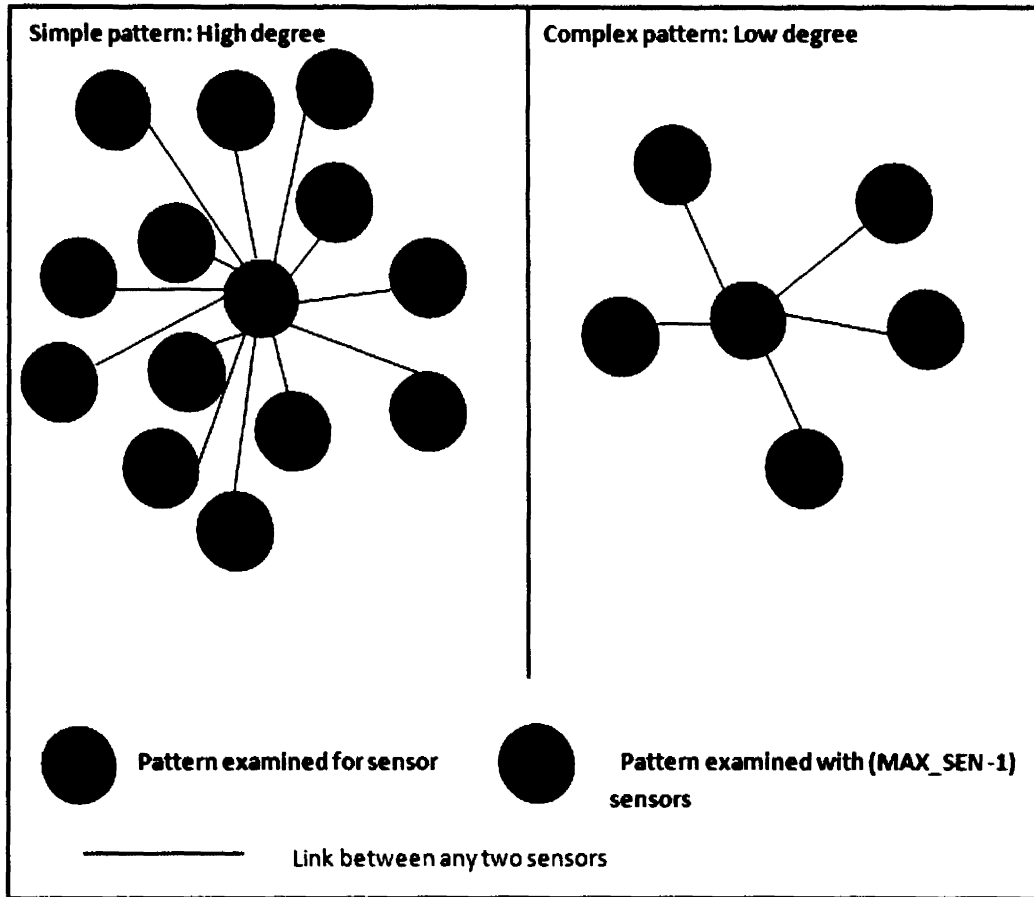 Simple pattern: High degree
Complex pattern: Low degree
Pattern examined for sensor
Pattern examined with (MAX_SEN -1)
sensors
Link between any two sensors